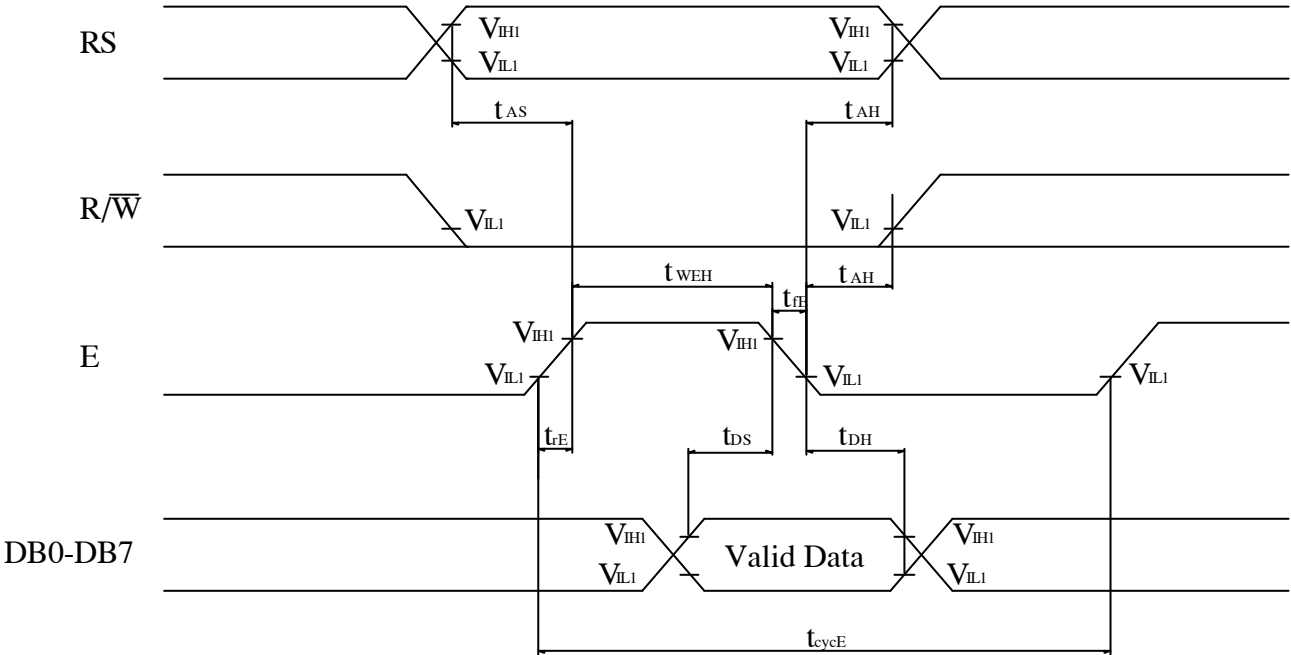 RS
VIH1
VIL1
VIH1
VIL1
tAS
tAH
R/W̅
VIL1
VIL1
tWEH
tfE
tAH
E
VIH1
VIL1
VIH1
VIL1
VIL1
trE
tDS
tDH
DB0-DB7
VIH1
VIL1
Valid Data
VIH1
VIL1
tcycE